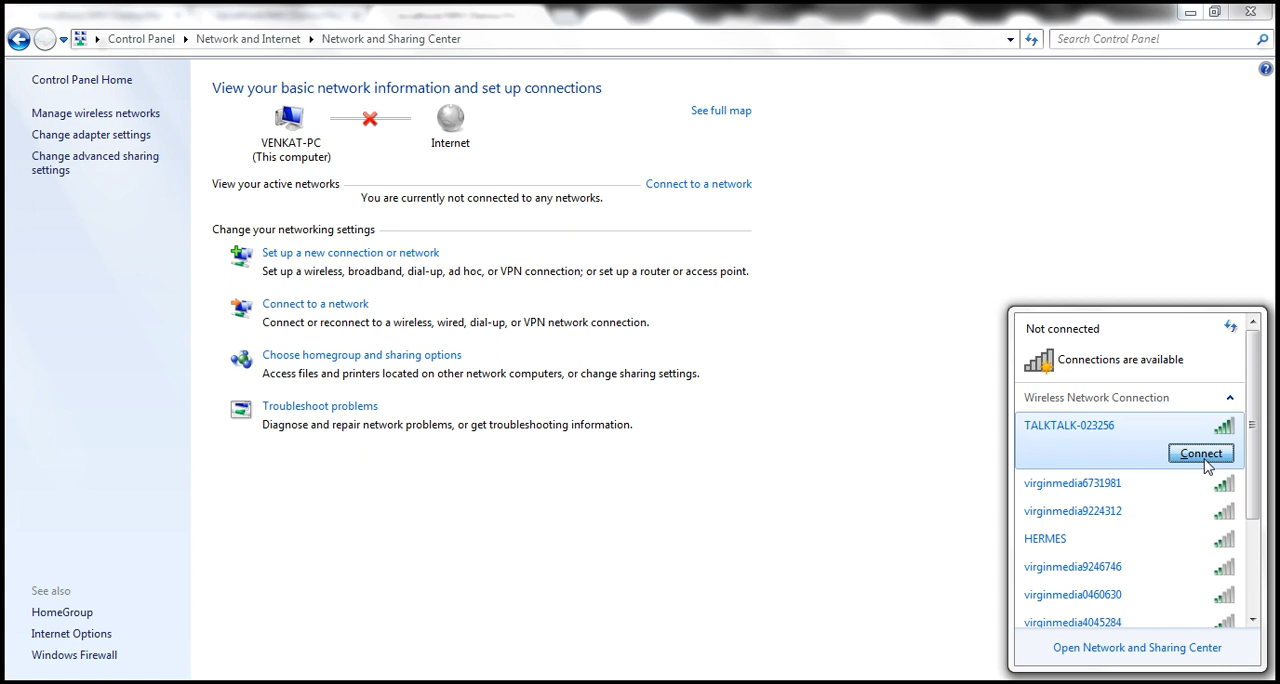 Control Panel
Network and Internet
Network and Sharing Center
Search Control Panel
Control Panel Home
Manage wireless networks
Change adapter settings
Change advanced sharing
settings
See also
HomeGroup
Internet Options
Windows Firewall
View your basic network information and set up connections
See full map
VENKAT-PC
(This computer)
Internet
View your active networks
Connect to a network
You are currently not connected to any networks.
Change your networking settings
Set up a new connection or network
Set up a wireless, broadband, dial-up, ad hoc, or VPN connection; or set up a router or access point.
Connect to a network
Connect or reconnect to a wireless, wired, dial-up, or VPN network connection.
Choose homegroup and sharing options
Access files and printers located on other network computers, or change sharing settings.
Troubleshoot problems
Diagnose and repair network problems, or get troubleshooting information.
Not connected
Connections are available
Wireless Network Connection
TALKTALK-023256
Connect
virginmedia6731981
virginmedia9224312
HERMES
virginmedia9246746
virginmedia0460630
virginmedia4045284
Open Network and Sharing Center